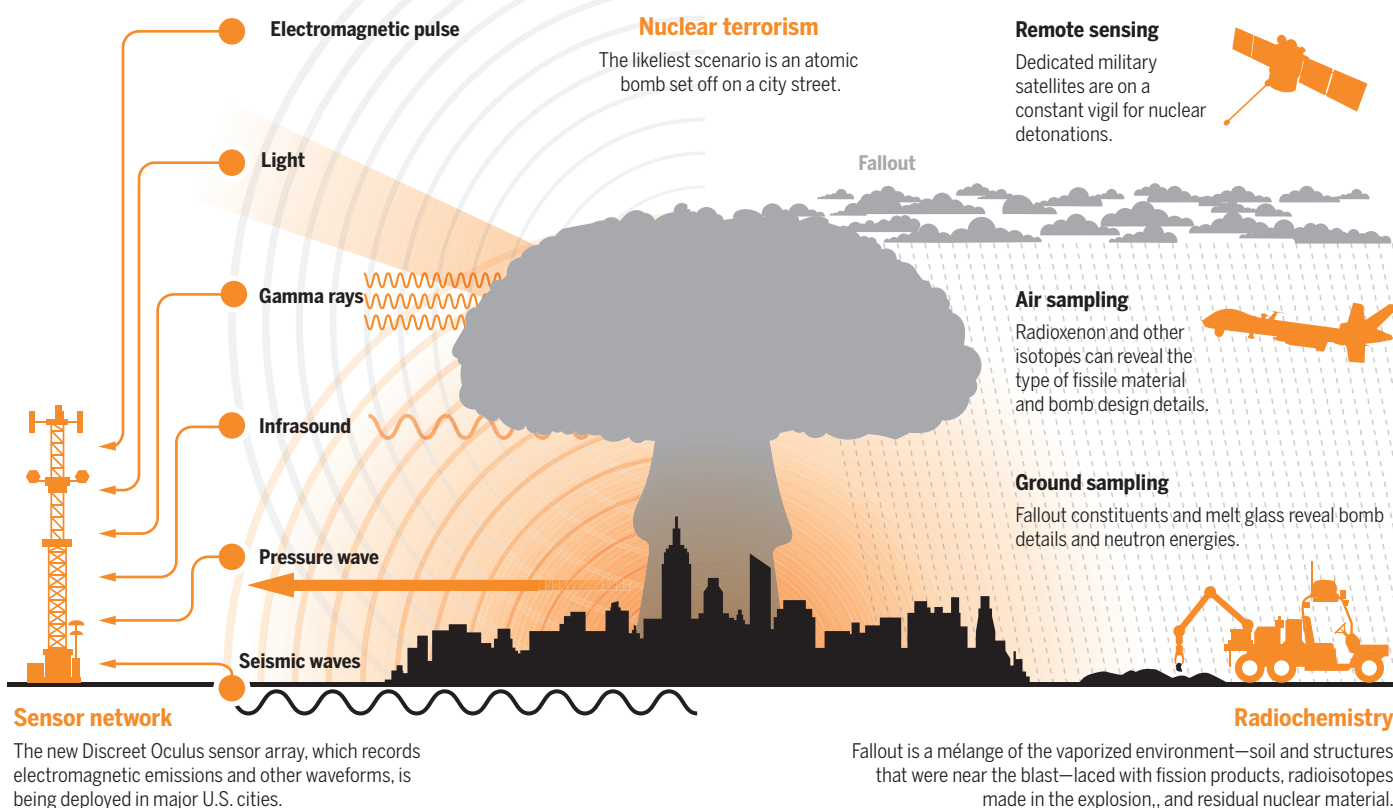 Electromagnetic pulse
Light
Gamma rays
Infrasound
Pressure wave
Seismic waves
Sensor network
The new Discreet Oculus sensor array, which records
electromagnetic emissions and other waveforms, is
being deployed in major U.S. cities.
Nuclear terrorism
The likeliest scenario is an atomic
bomb set off on a city street.
Fallout
Remote sensing
Dedicated military
satellites are on a
constant vigil for nuclear
detonations.
Air sampling
Radioxenon and other
isotopes can reveal the
type of fissile material
and bomb design details.
Ground sampling
Fallout constituents and melt glass reveal bomb
details and neutron energies.
Radiochemistry
Fallout is a mélange of the vaporized environment—soil and structures
that were near the blast—laced with fission products, radioisotopes
made in the explosion,, and residual nuclear material.